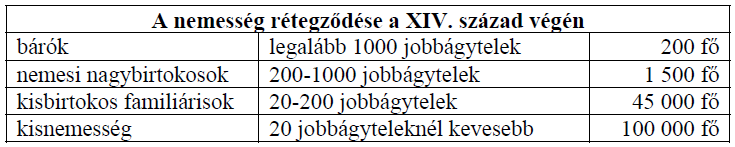 A nemesség rétegződése a XIV. század végén
bárók legalább 1000 jobbágytelek 200 fő
nemesi nagybirtokosok 200-1000 jobbágytelek 1 500 fő
kisbirtokos familiárisok 20-200 jobbágytelek 45 000 fő
kisnemesség 20 jobbágyteleknél kevesebb 100 000 fő